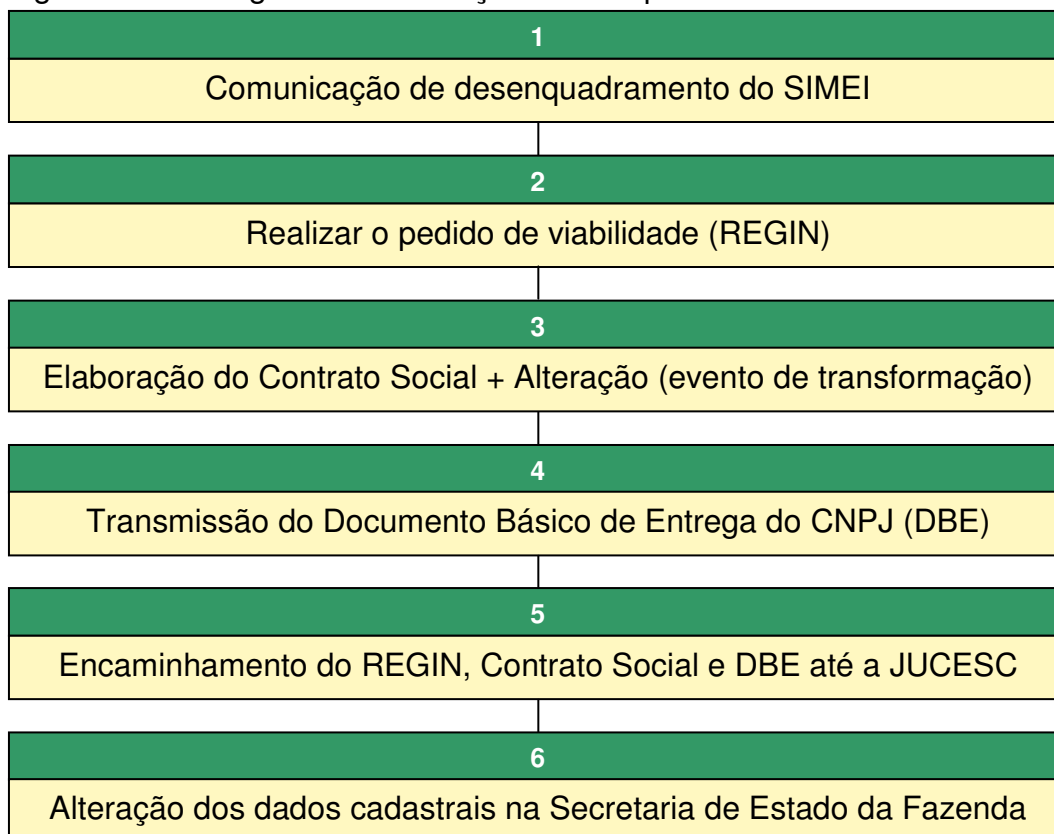 1
Comunicação de desenquadramento do SIMEI
2
Realizar o pedido de viabilidade (REGIN)
3
Elaboração do Contrato Social + Alteração (evento de transformação)
4
Transmissão do Documento Básico de Entrega do CNPJ (DBE)
5
Encaminhamento do REGIN, Contrato Social e DBE até a JUCESC
6
Alteração dos dados cadastrais na Secretaria de Estado da Fazenda